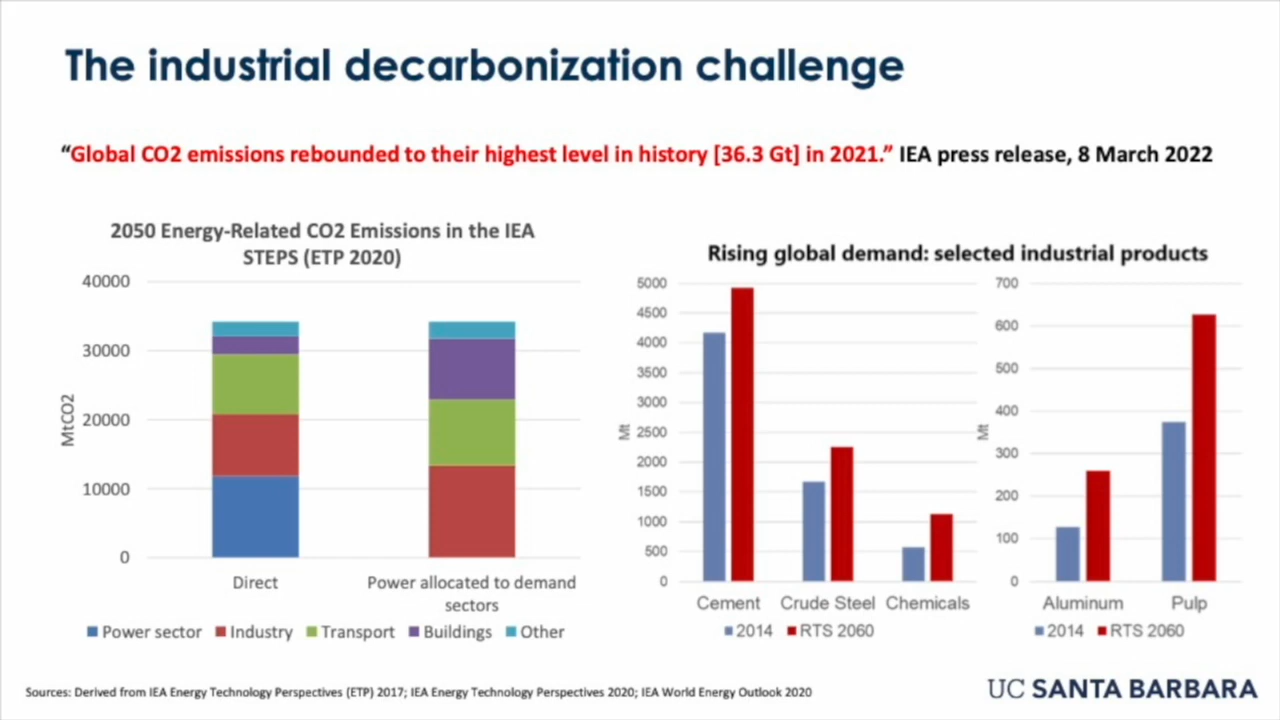 The industrial decarbonization challenge
“Global CO2 emissions rebounded to their highest level in history [36.3 Gt] in 2021.” IEA press release, 8 March 2022
2050 Energy-Related CO2 Emissions in the IEA
STEPS (ETP 2020)
40000
30000
20000
10000
0
MtCO2
Direct
Power allocated to demand
sectors
Power sector Industry Transport Buildings Other
Rising global demand: selected industrial products
5000
4500
4000
3500
3000
2500
2000
1500
1000
500
0
Mt
Cement Crude Steel Chemicals
2014 RTS 2060
700
600
500
400
300
200
100
0
Mt
Aluminum Pulp
2014 RTS 2060
Sources: Derived from IEA Energy Technology Perspectives (ETP) 2017; IEA Energy Technology Perspectives 2020; IEA World Energy Outlook 2020
UC SANTA BARBARA